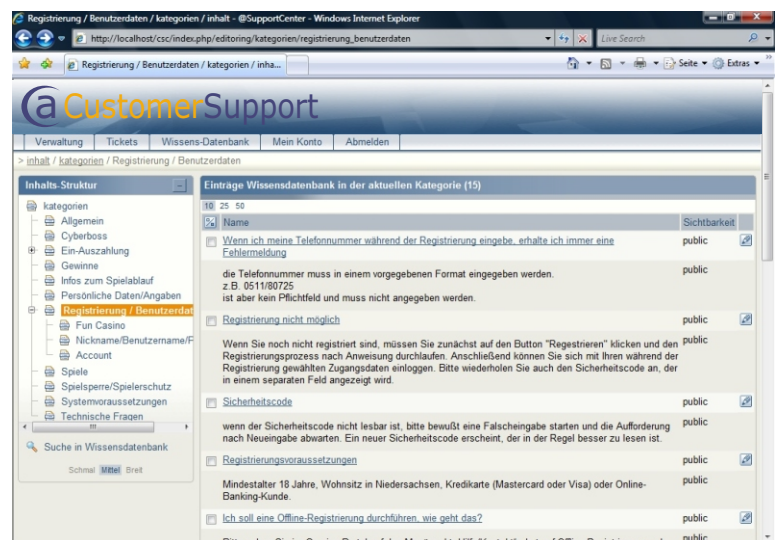 Registrierung / Benutzerdaten / kategorien / inhalt - @SupportCenter - Windows Internet Explorer
http://localhost/csc/index.php/editoring/kategorien/registrierung_benutzerdaten
Live Search
Registrierung / Benutzerdaten / kategorien / inha...
Seite
Extras
a CustomerSupport
Verwaltung Tickets Wissens-Datenbank Mein Konto Abmelden
> inhalt / kategorien / Registrierung / Benutzerdaten
Inhalts-Struktur
kategorien
Allgemein
Cyberboss
Ein-Auszahlung
Gewinne
Infos zum Spielablauf
Persönliche Daten/Angaben
Registrierung / Benutzerdat
Fun Casino
Nickname/Benutzername/F
Account
Spiele
Spielsperre/Spielerschutz
Systemvoraussetzungen
Technische Fragen
Suche in Wissensdatenbank
Schmal Mittel Breit
Einträge Wissensdatenbank in der aktuellen Kategorie (15)
10 25 50
Name Sichtbarkeit
Wenn ich meine Telefonnummer während der Registrierung eingebe, erhalte ich immer eine public
Fehlermeldung
die Telefonnummer muss in einem vorgegebenen Format eingegeben werden. public
z.B. 0511/80725
ist aber kein Pflichtfeld und muss nicht angegeben werden.
Registrierung nicht möglich public
Wenn Sie noch nicht registriert sind, müssen Sie zunächst auf den Button "Regestrieren" klicken und den public
Registrierungsprozess nach Anweisung durchlaufen. Anschließend können Sie sich mit Ihren während der
Registrierung gewählten Zugangsdaten einloggen. Bitte wiederholen Sie auch den Sicherheitscode an, der
in einem separaten Feld angezeigt wird.
Sicherheitscode public
wenn der Sicherheitscode nicht lesbar ist, bitte bewußt eine Falscheingabe starten und die Aufforderung public
nach Neueingabe abwarten. Ein neuer Sicherheitscode erscheint, der in der Regel besser zu lesen ist.
Registrierungsvoraussetzungen public
Mindestalter 18 Jahre, Wohnsitz in Niedersachsen, Kredikarte (Mastercard oder Visa) oder Online- public
Banking-Kunde.
Ich soll eine Offline-Registrierung durchführen, wie geht das? public
public